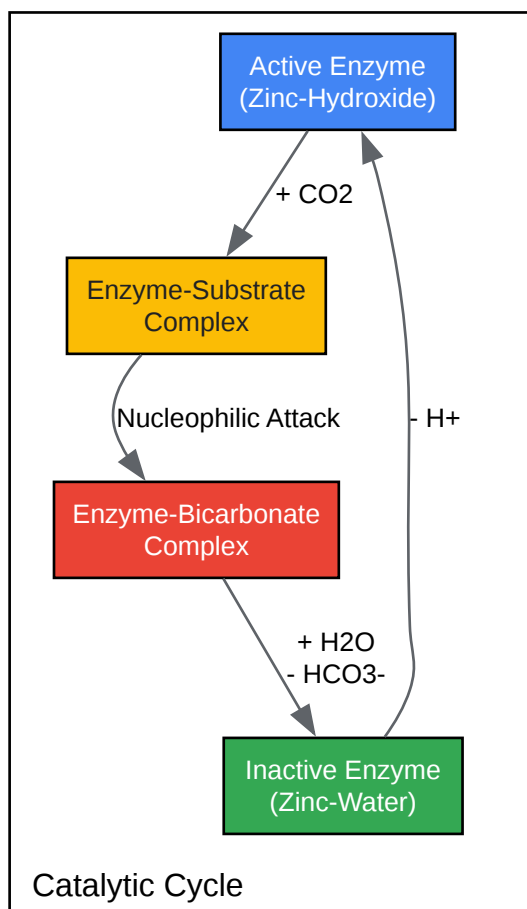 Active Enzyme
(Zinc-Hydroxide)
+ CO2
Enzyme-Substrate
Complex
Nucleophilic Attack
- H+
Enzyme-Bicarbonate
Complex
+ H2O
- HCO3-
Inactive Enzyme
(Zinc-Water)
Catalytic Cycle